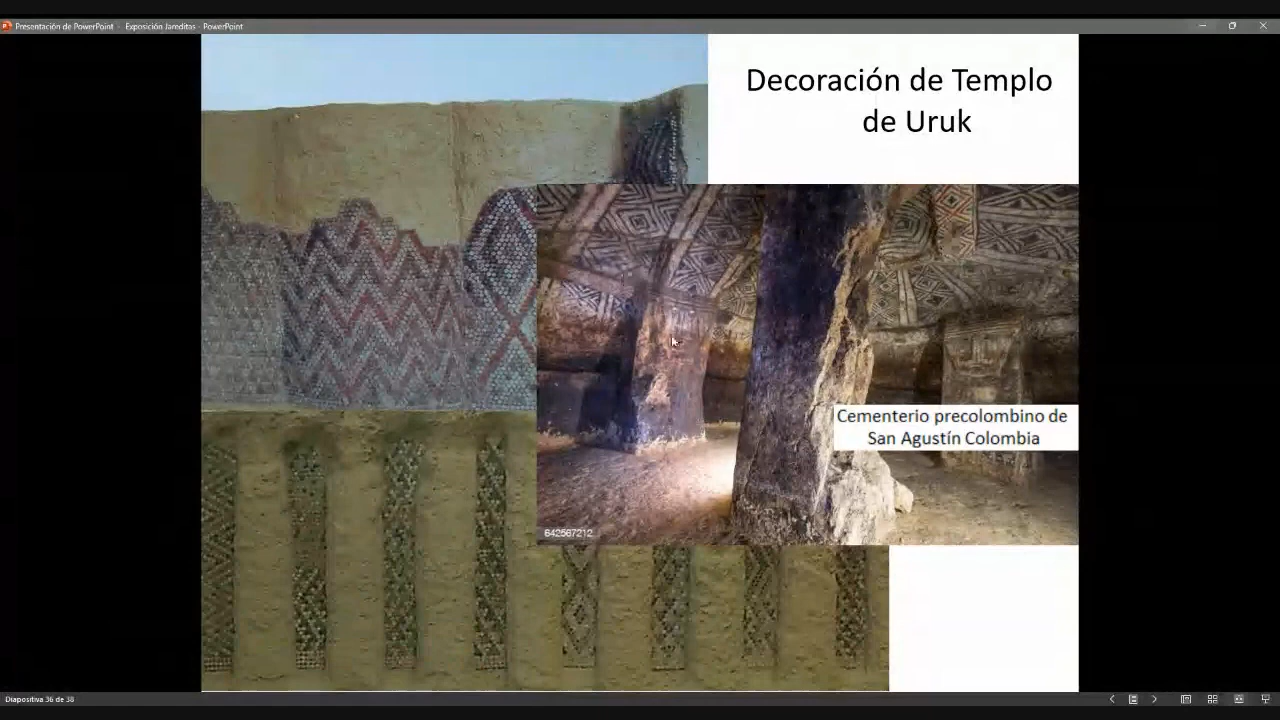 Presentación de PowerPoint - Exposición Jareditas - PowerPoint
Decoración de Templo
de Uruk
Cementerio precolombino de
San Agustín Colombia
642567212
Diapositiva 36 de 38